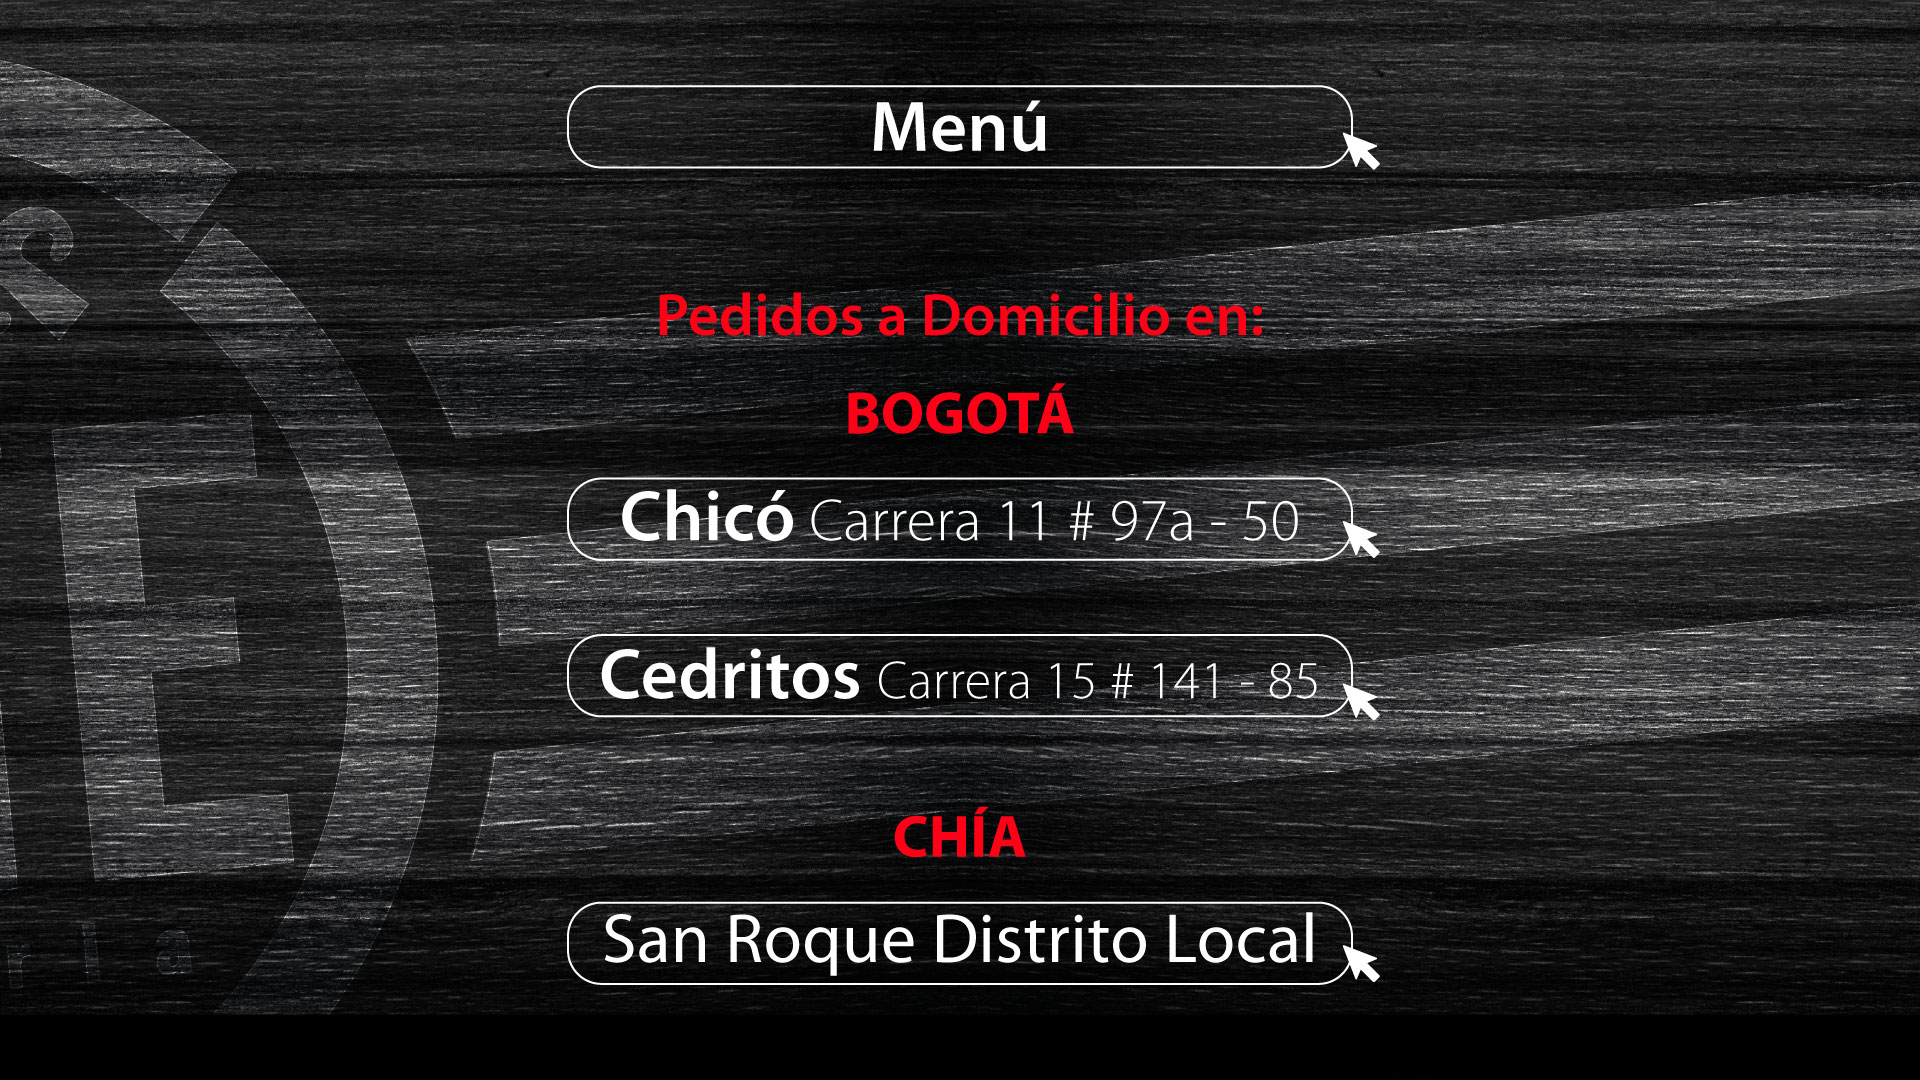 Menú
Pedidos a Domicilio en:
BOGOTÁ
Chicó Carrera 11 # 97a - 50
Cedritos Carrera 15 # 141 - 85
CHÍA
San Roque Distrito Local